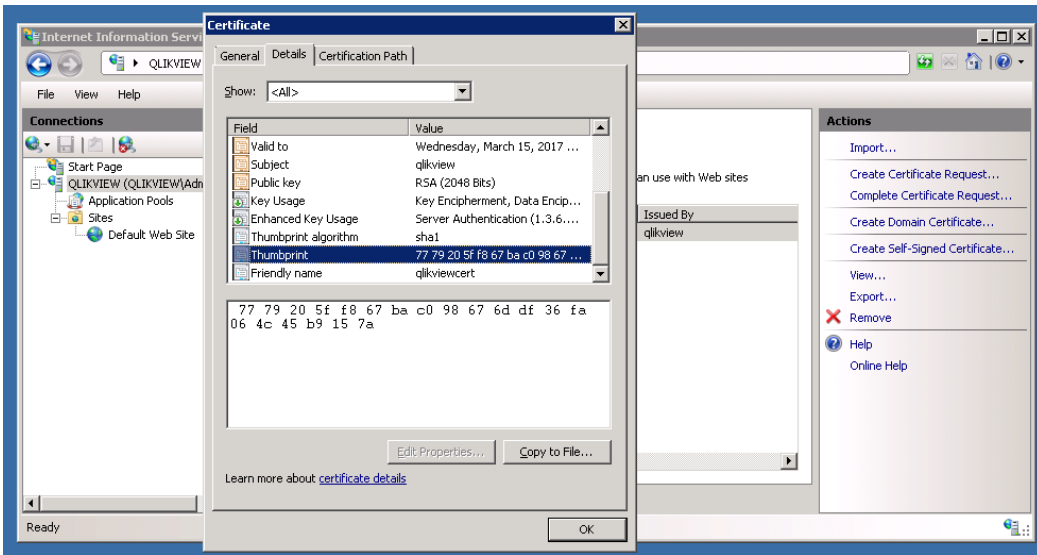 Internet Information Servi
QLIKVIEW
File View Help
Connections
Start Page
QLIKVIEW (QLIKVIEW\Adn
Application Pools
Sites
Default Web Site
Ready
Certificate
General Details Certification Path
Show: <All>
Field Value
Valid to Wednesday, March 15, 2017 ...
Subject qlikview
Public key RSA (2048 Bits)
Key Usage Key Encipherment, Data Encip...
Enhanced Key Usage Server Authentication (1.3.6....
Thumbprint algorithm sha1
Thumbprint 77 79 20 5f f8 67 ba c0 98 67 ...
Friendly name qlikviewcert
77 79 20 5f f8 67 ba c0 98 67 6d df 36 fa
06 4c 45 b9 15 7a
Edit Properties... Copy to File...
Learn more about certificate details
OK
an use with Web sites
Issued By
qlikview
Actions
Import...
Create Certificate Request...
Complete Certificate Request...
Create Domain Certificate...
Create Self-Signed Certificate...
View...
Export...
Remove
Help
Online Help